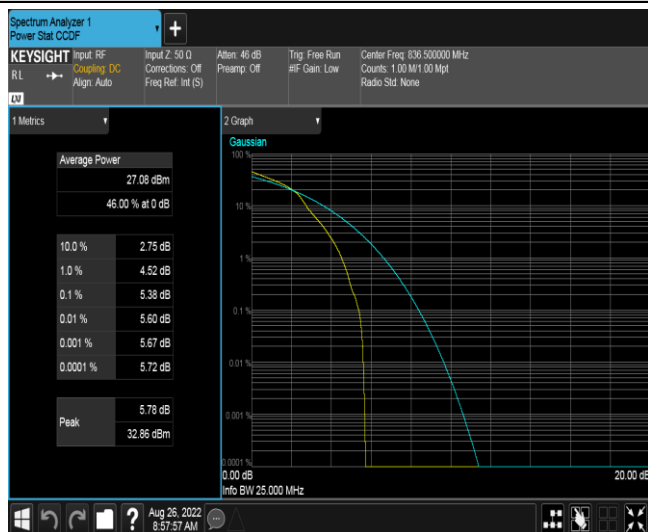 Spectrum Analyzer 1
Power Stat CCDF
+
KEYSIGHT
RL
LXI
Input: RF
Coupling: DC
Align: Auto
Input Z: 50 Ω
Corrections: Off
Freq Ref: Int (S)
Atten: 46 dB
Preamp: Off
Trig: Free Run
#IF Gain: Low
Center Freq: 836.500000 MHz
Counts: 1.00 M/1.00 Mpt
Radio Std: None
1 Metrics
Average Power
27.08 dBm
46.00 % at 0 dB
10.0 % 2.75 dB
1.0 % 4.52 dB
0.1 % 5.38 dB
0.01 % 5.60 dB
0.001 % 5.67 dB
0.0001 % 5.72 dB
Peak
5.78 dB
32.86 dBm
2 Graph
Gaussian
100 %
10 %
1 %
0.1 %
0.01 %
0.001 %
0.0001 %
0.00 dB 20.00 dB
Info BW 25.000 MHz
?
Aug 26, 2022
8:57:57 AM